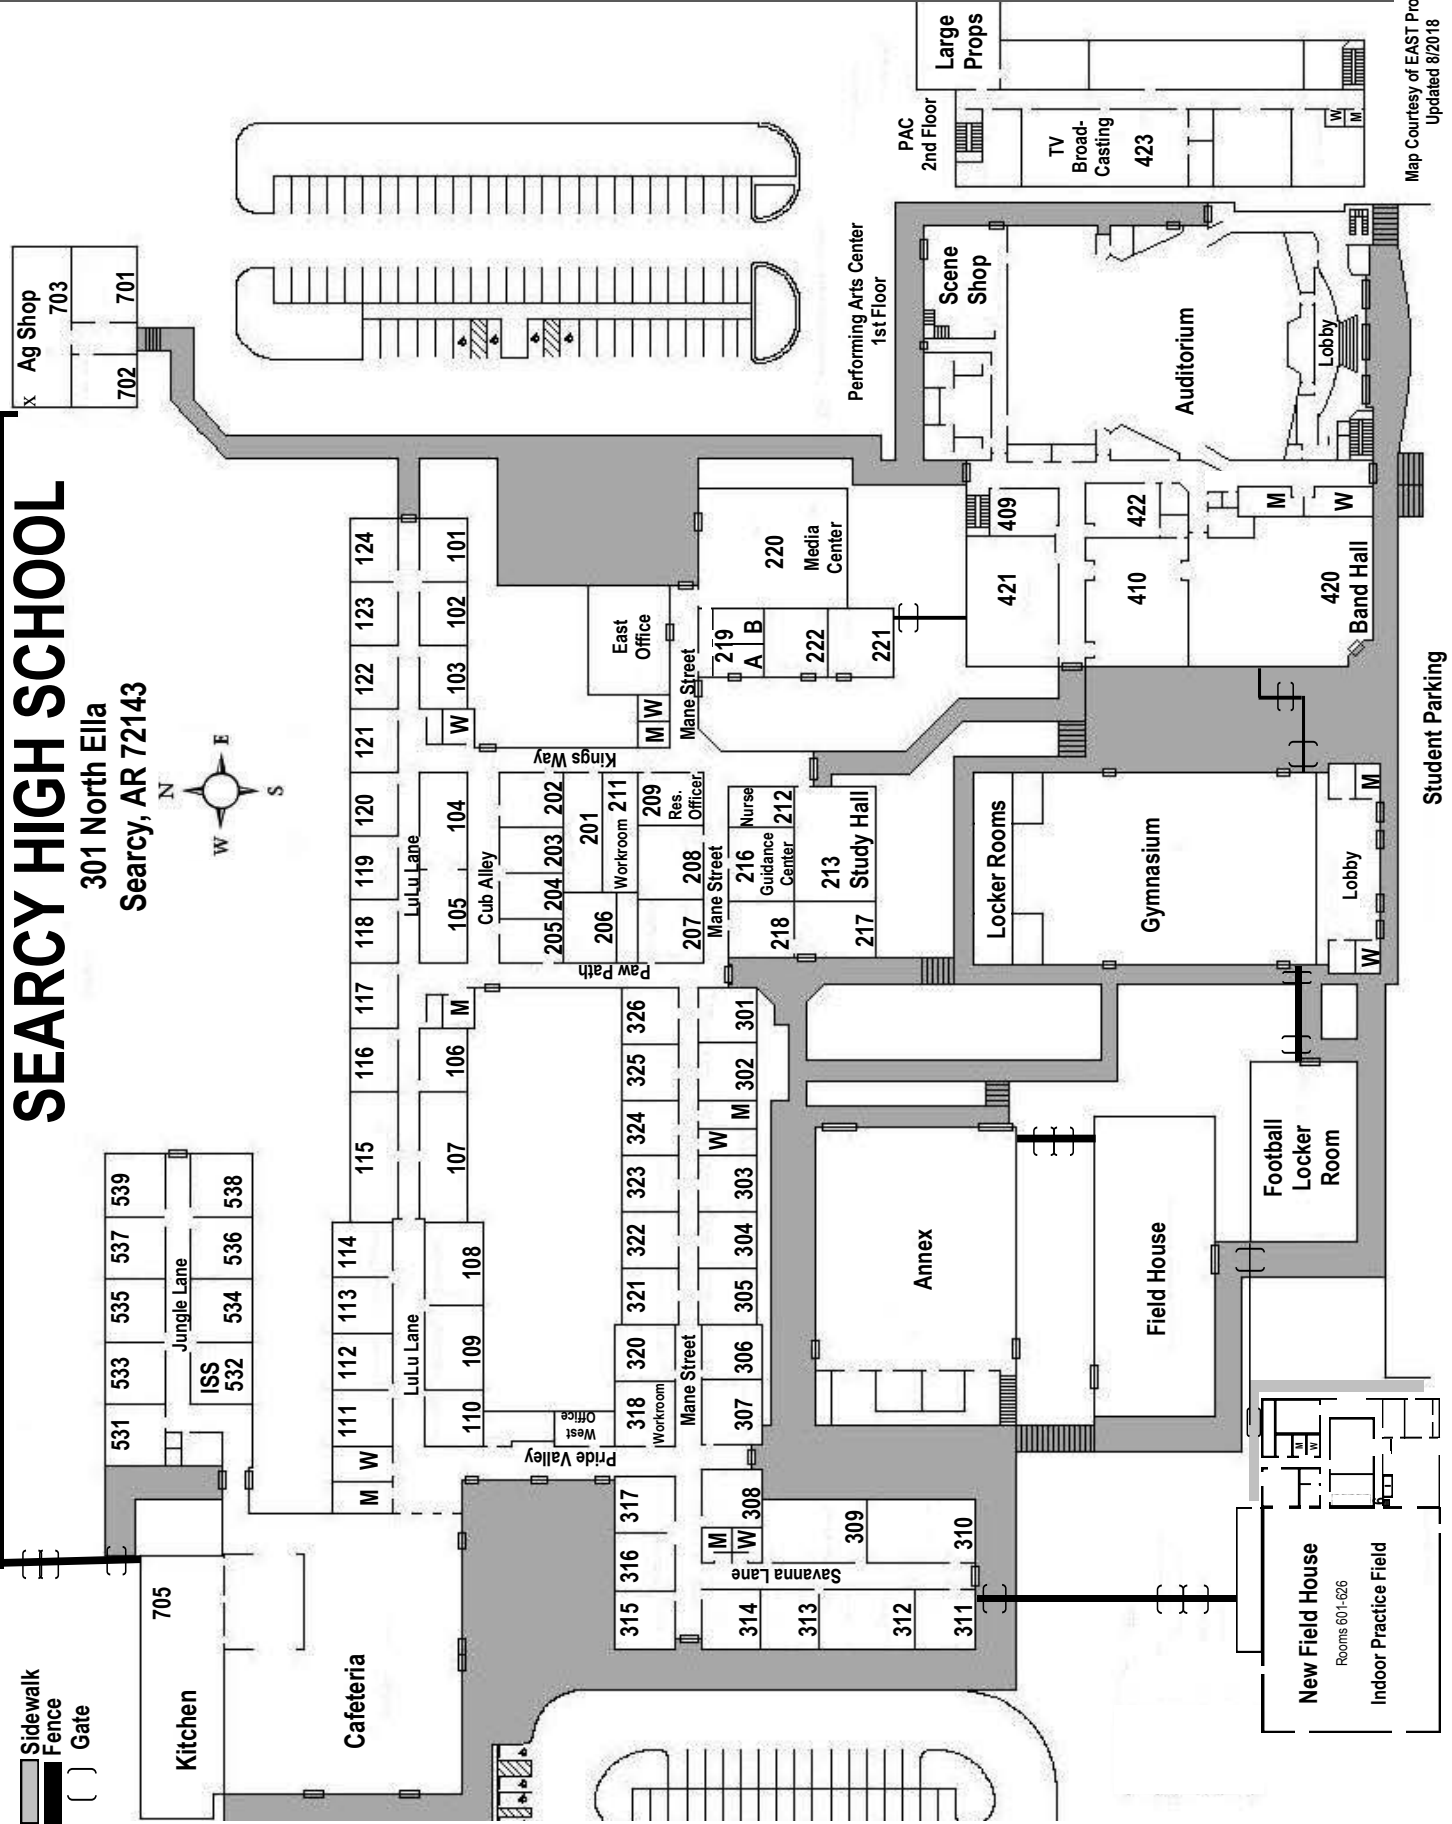 SEARCY HIGH SCHOOL
301 North Ella
Searcy, AR 72143
N
E
S
W
Sidewalk
Fence
Gate
Kitchen
705
Cafeteria
531
533
535
537
539
Jungle Lane
ISS
532
534
536
538
X
Ag Shop
703
702
701
M
W
111
112
113
114
115
116
117
118
119
120
121
122
123
124
LuLu Lane
LuLu Lane
110
109
108
107
106
M
105
104
W
103
102
101
Cub Alley
205
204
203
202
206
201
Workroom
211
207
208
209
Res.
Officer
Paw Path
Kings Way
East
Office
M
W
Mane Street
Mane Street
Mane Street
West
Office
Pride Valley
315
316
317
318
Workroom
320
321
322
323
324
325
326
314
313
312
311
Savanna Lane
M
W
308
309
310
307
306
305
304
303
W
M
302
301
218
216
Guidance
Center
Nurse
212
217
213
Study Hall
219
A
B
222
221
220
Media
Center
Performing Arts Center
1st Floor
Scene
Shop
Auditorium
Lobby
409
421
422
410
M
W
420
Band Hall
PAC
2nd Floor
Large
Props
TV
Broad-
Casting
423
W
M
Locker Rooms
Gymnasium
Lobby
W
M
Annex
Field House
Football
Locker
Room
New Field House
Rooms 601-626
Indoor Practice Field
M
W
Student Parking
Map Courtesy of EAST Pro
Updated 8/2018